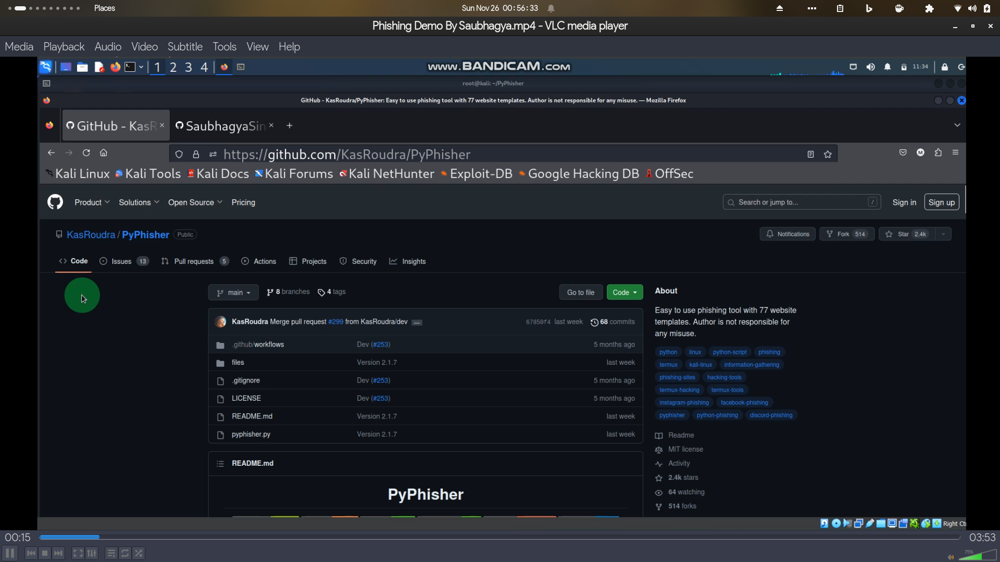 Places
Sun Nov 26 00:56:33
Phishing Demo By Saubhagya.mp4 - VLC media player
Media Playback Audio Video Subtitle Tools View Help
1 2 3 4
www.BANDICAM.com
11:34
root@kali: ~/PyPhisher
GitHub - KasRoudra/PyPhisher: Easy to use phishing tool with 77 website templates. Author is not responsible for any misuse. — Mozilla Firefox
GitHub - KasR
SaubhagyaSin
https://github.com/KasRoudra/PyPhisher
M
Kali Linux Kali Tools Kali Docs Kali Forums Kali NetHunter Exploit-DB Google Hacking DB OffSec
Product Solutions Open Source Pricing
Search or jump to... /
Sign in Sign up
KasRoudra / PyPhisher Public
Notifications Fork 514 Star 2.4k
Code Issues 13 Pull requests 5 Actions Projects Security Insights
main 8 branches 4 tags
Go to file Code
KasRoudra Merge pull request #299 from KasRoudra/dev ... 67850f4 last week 68 commits
.github/workflows Dev (#253) 5 months ago
files Version 2.1.7 last week
.gitignore Dev (#253) 5 months ago
LICENSE Dev (#253) 5 months ago
README.md Version 2.1.7 last week
pyphisher.py Version 2.1.7 last week
README.md
PyPhisher
About
Easy to use phishing tool with 77 website
templates. Author is not responsible for
any misuse.
python linux python-script phishing
termux kali-linux information-gathering
phishing-sites hacking-tools
termux-hacking termux-tools
instagram-phishing facebook-phishing
pyphisher python-phishing discord-phishing
Readme
MIT license
Activity
2.4k stars
64 watching
514 forks
Right Ct
00:15
03:53
75%